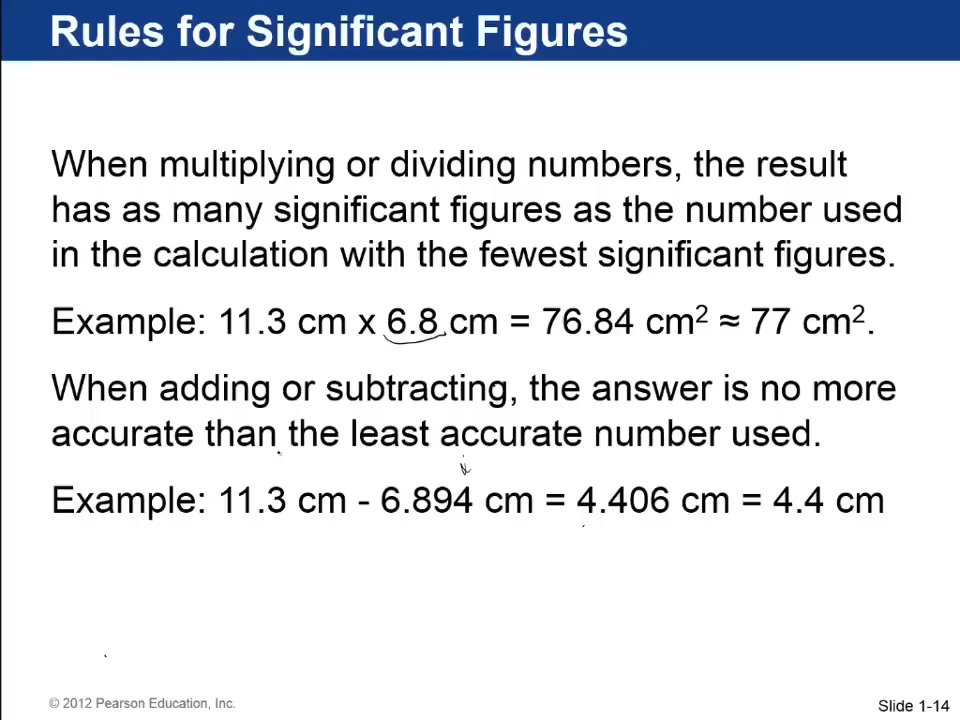 Rules for Significant Figures
When multiplying or dividing numbers, the result
has as many significant figures as the number used
in the calculation with the fewest significant figures.
Example: 11.3 cm x 6.8 cm = 76.84 cm² ≈ 77 cm².
When adding or subtracting, the answer is no more
accurate than the least accurate number used.
Example: 11.3 cm - 6.894 cm = 4.406 cm = 4.4 cm
© 2012 Pearson Education, Inc.
Slide 1-14